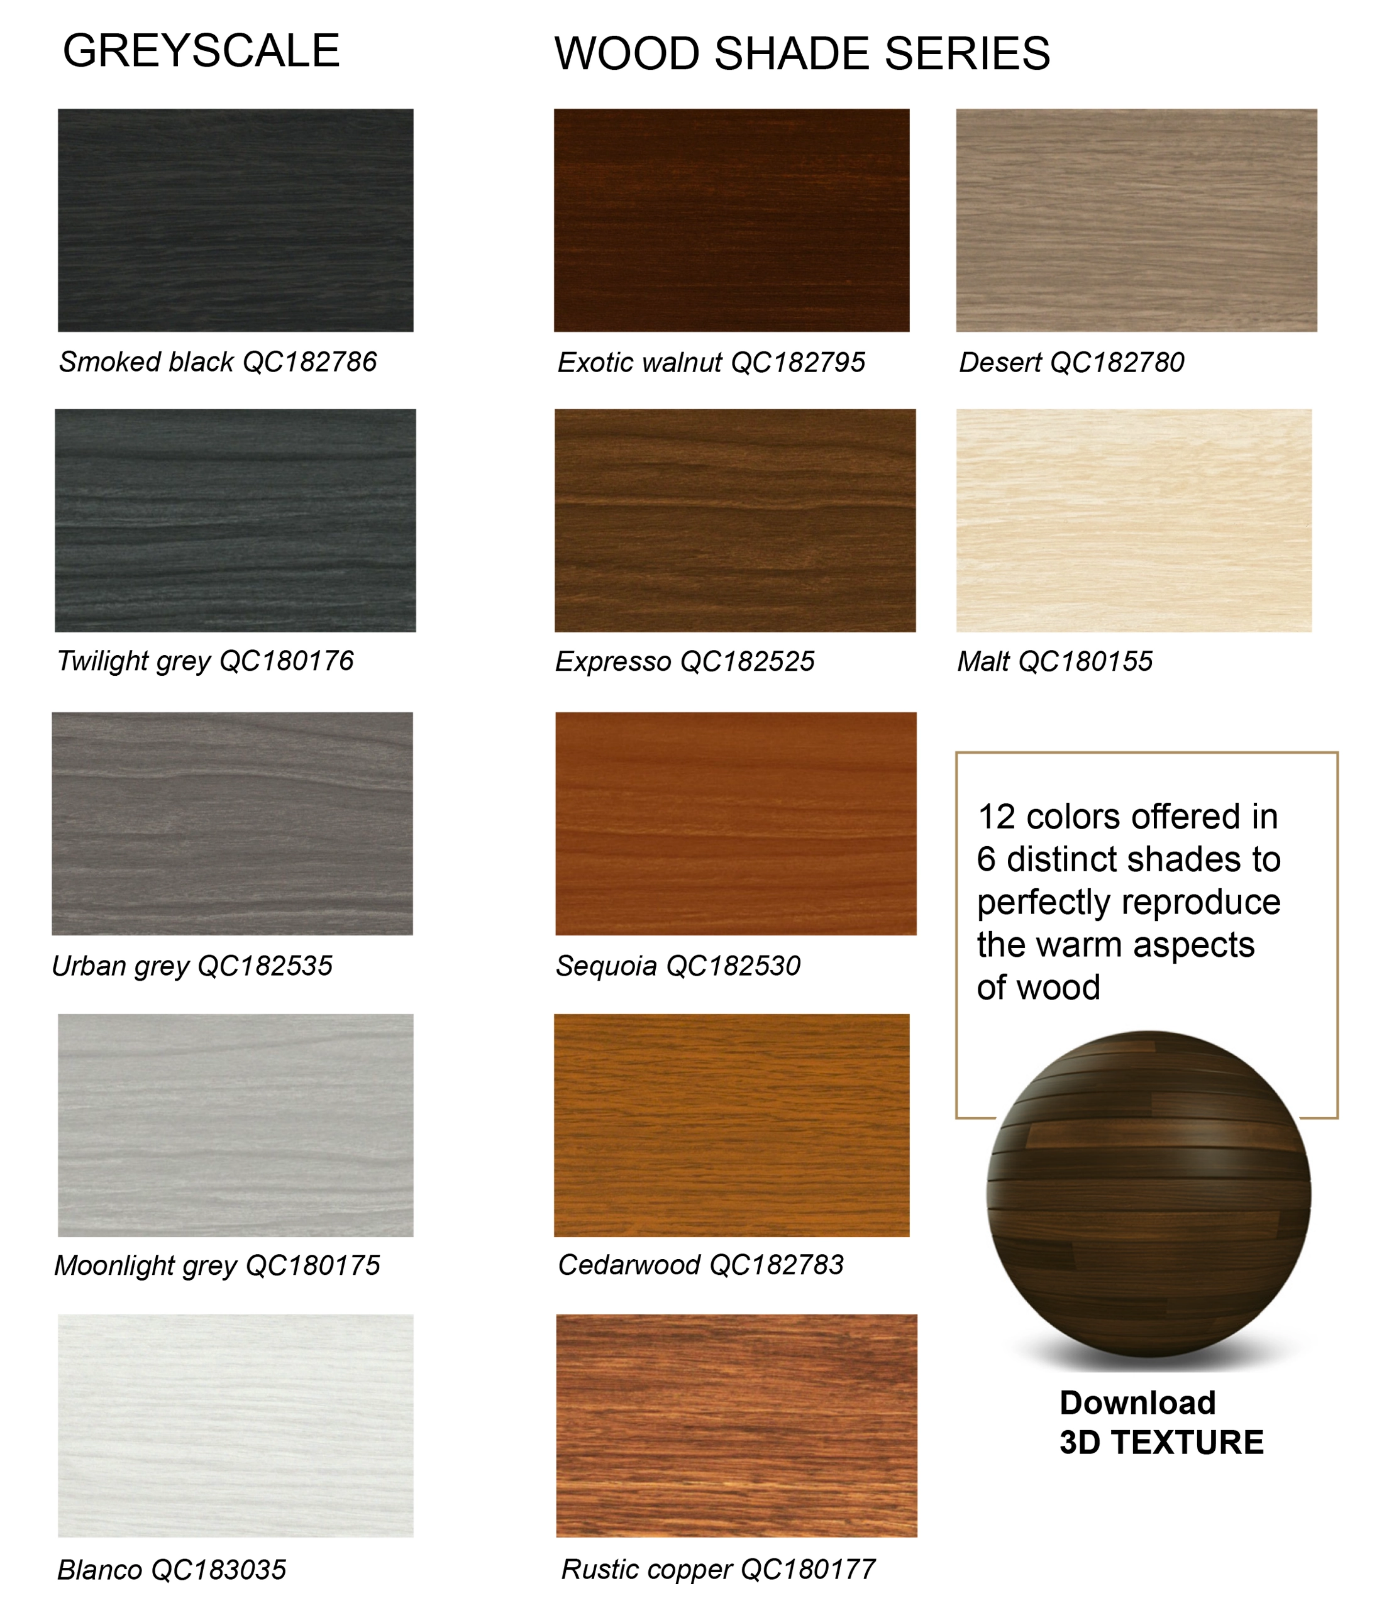 GREYSCALE
WOOD SHADE SERIES
Smoked black QC182786
Exotic walnut QC182795
Desert QC182780
Twilight grey QC180176
Expresso QC182525
Malt QC180155
Urban grey QC182535
Sequoia QC182530
12 colors offered in
6 distinct shades to
perfectly reproduce
the warm aspects
of wood
Moonlight grey QC180175
Cedarwood QC182783
Download
3D TEXTURE
Blanco QC183035
Rustic copper QC180177